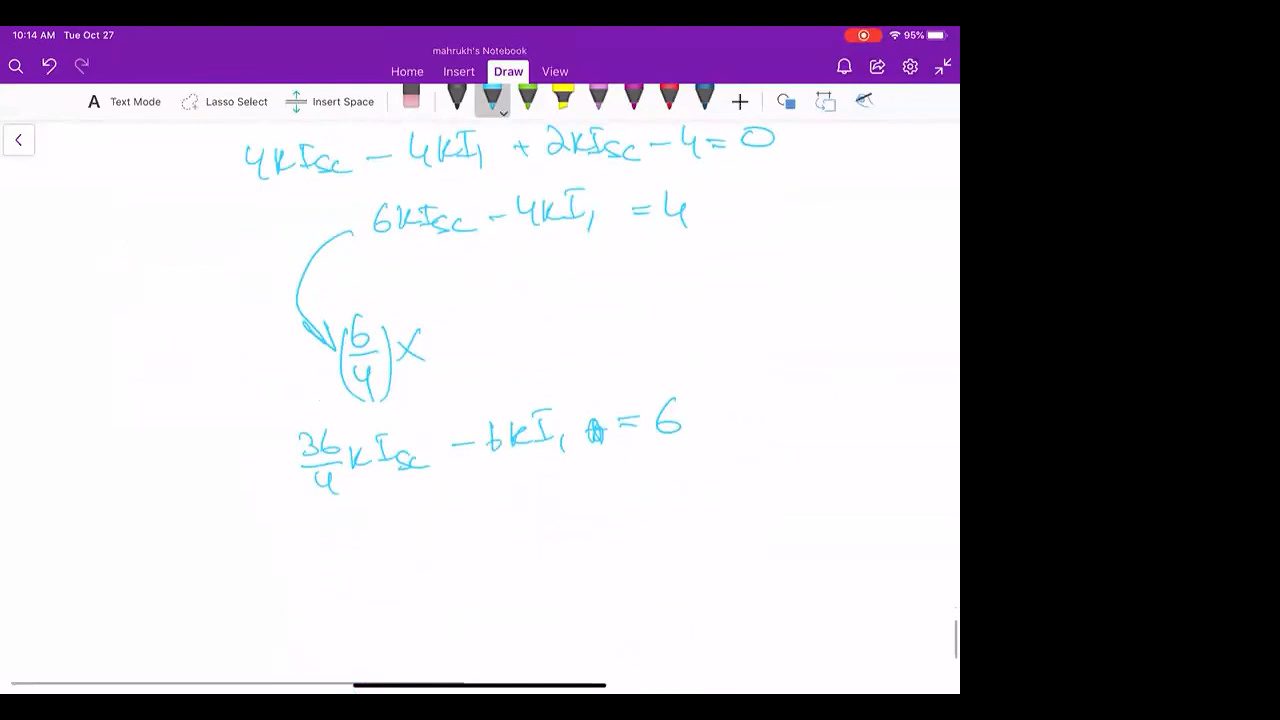 10:14 AM Tue Oct 27
95%
mahrukh's Notebook
Home Insert Draw View
A Text Mode Lasso Select Insert Space
4kIsc - 4kI1 + 2kIsc - 4 = 0
6kIsc - 4kI1 = 4
(6/4) ×
36/4 kIsc - 6kI1 = 6